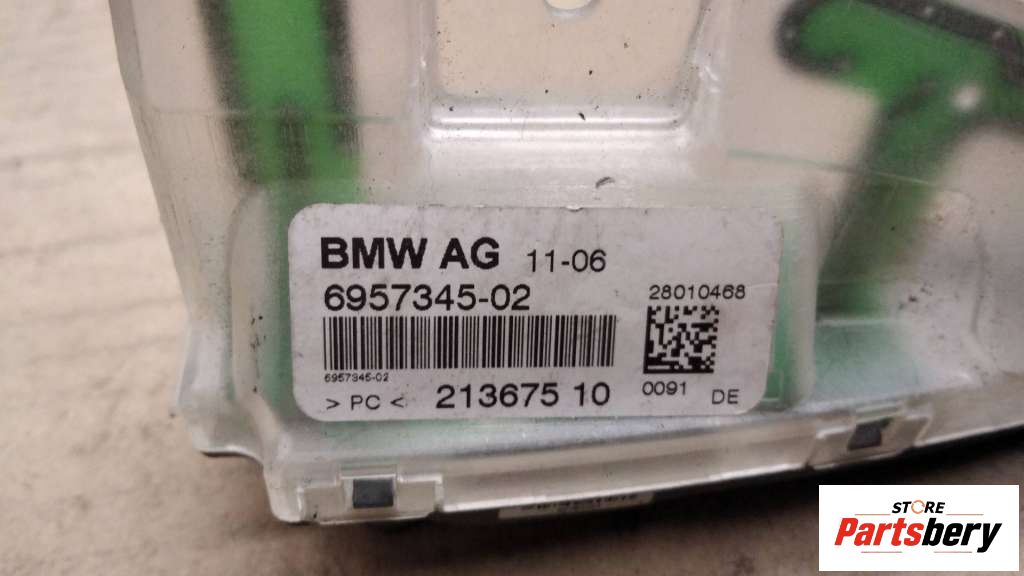 BMW AG 11-06
6957345-02
28010468
6957345-02
> PC < 213675 10
0091 DE
STORE
Partsbery